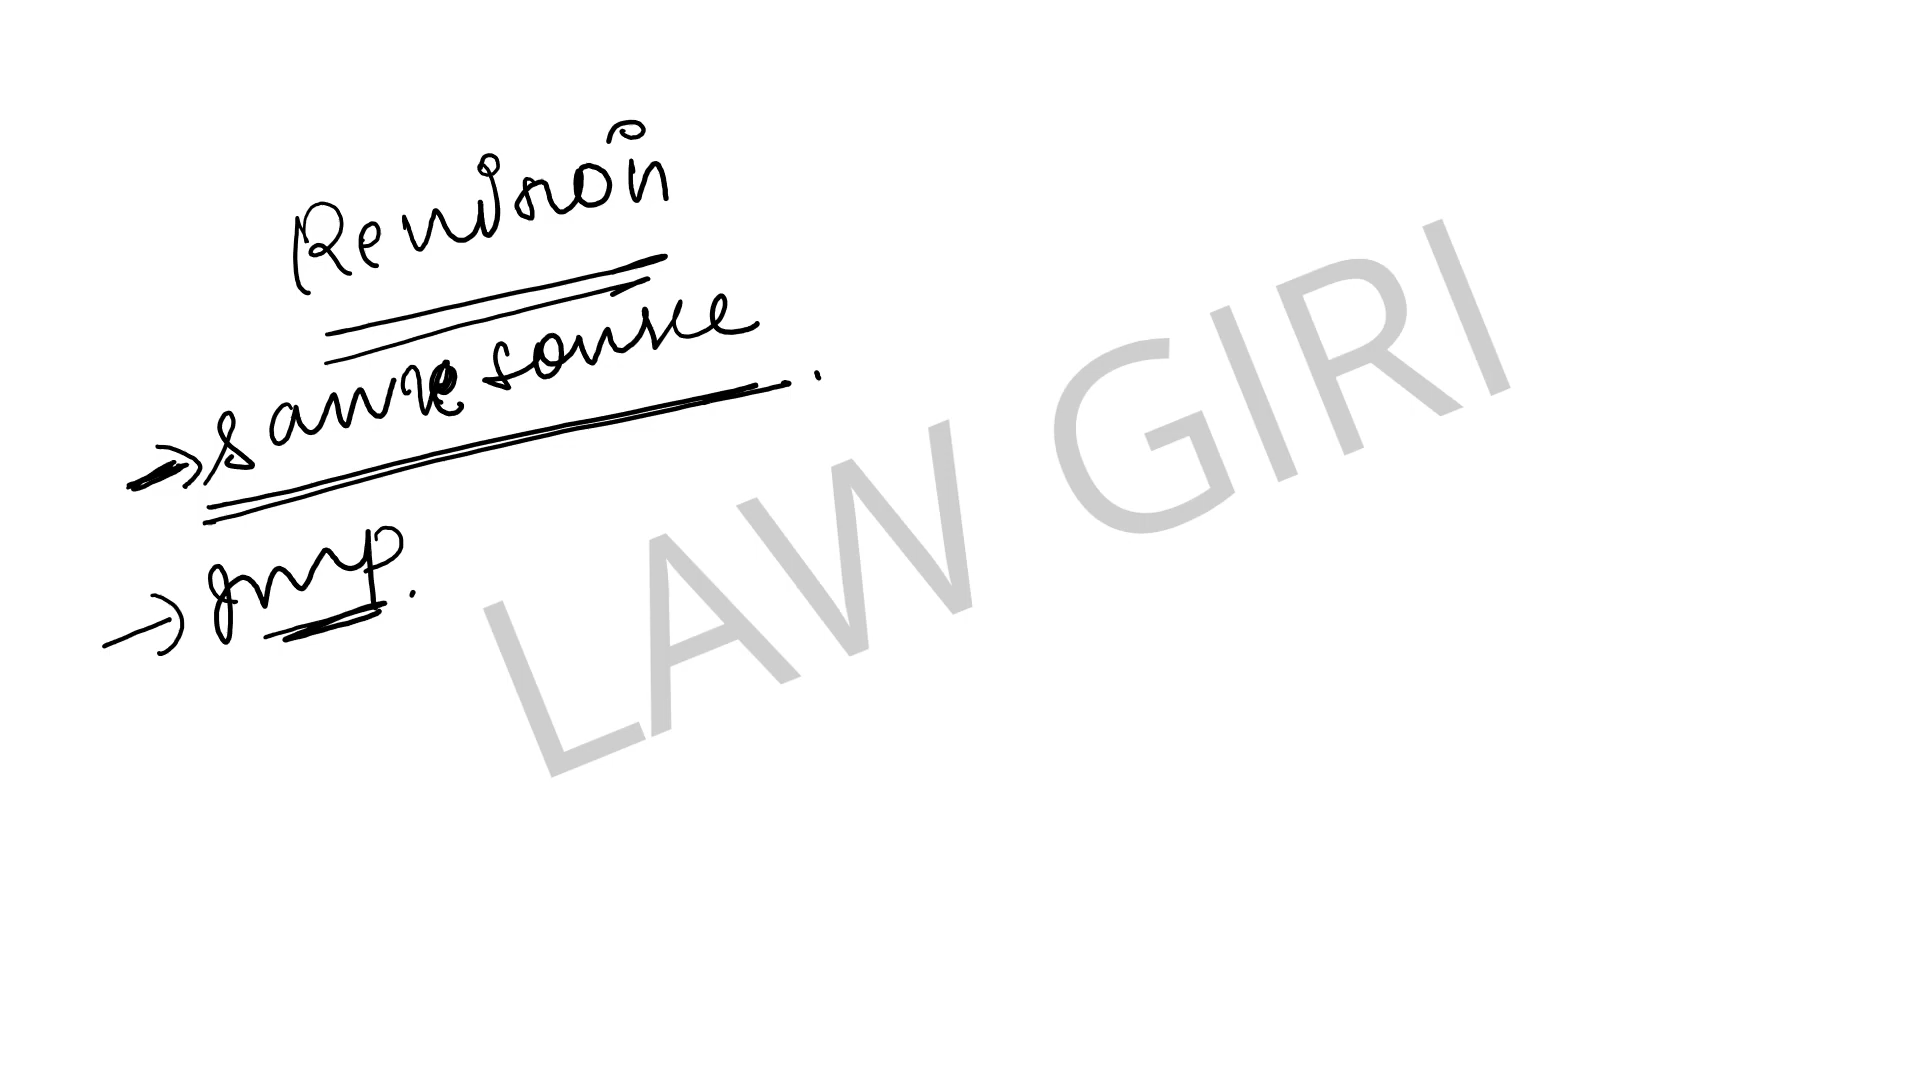 Revision
→ same source.
→ Imp.
LAW GIRI